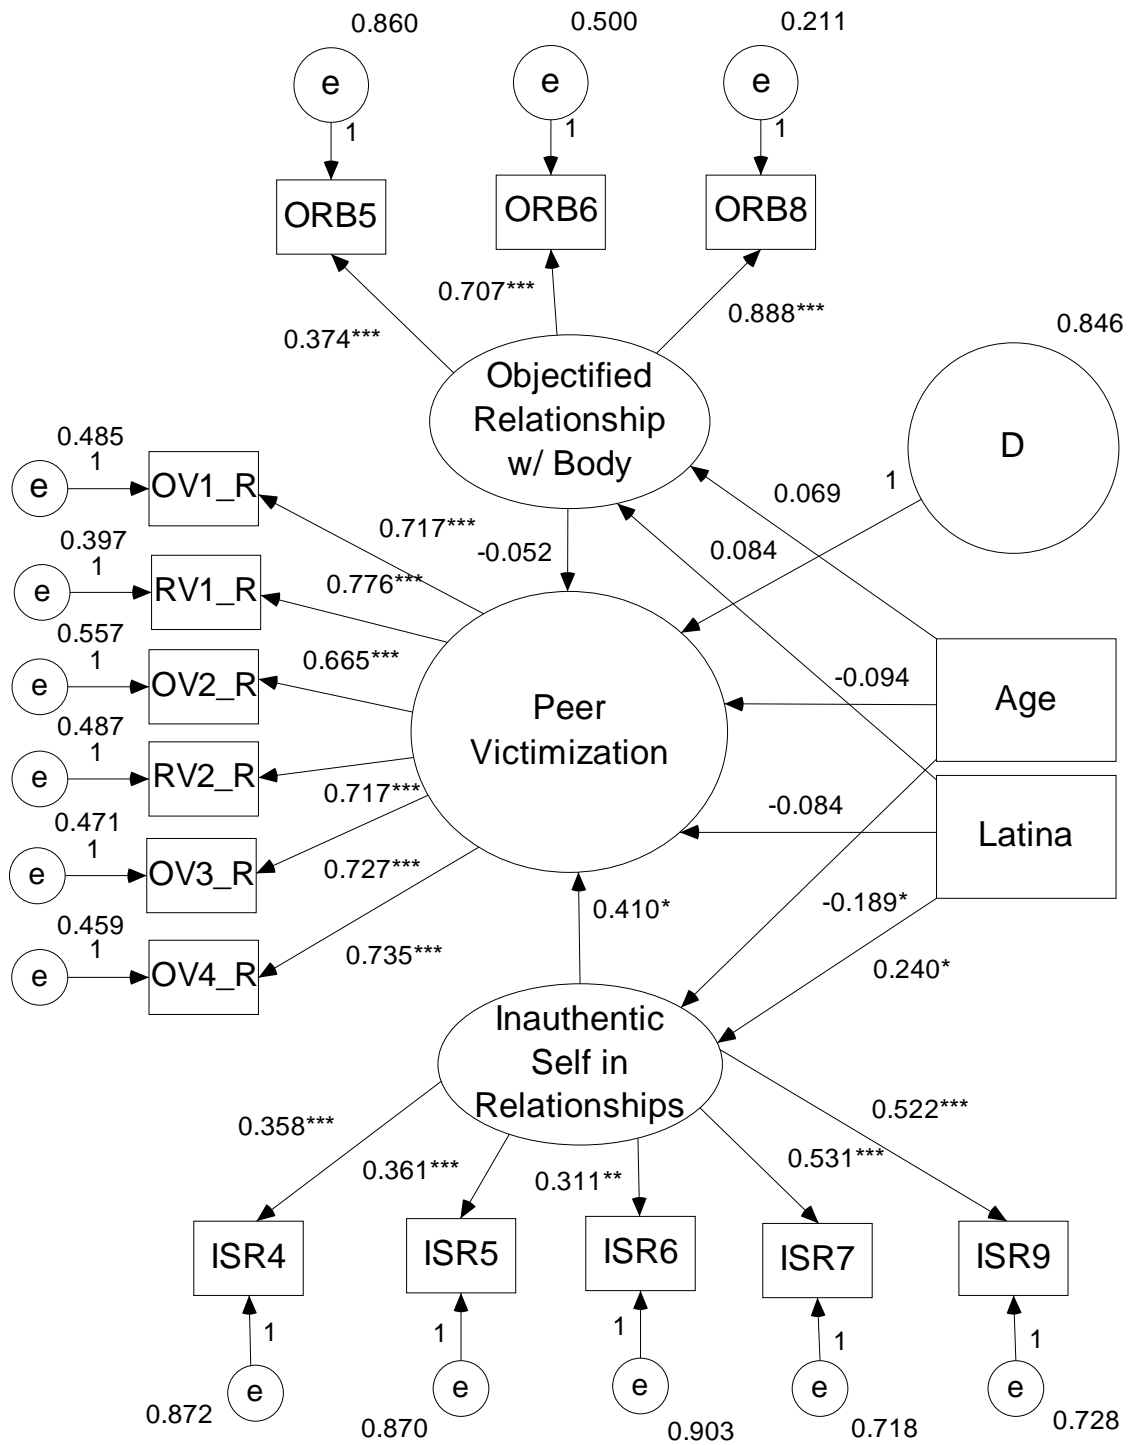 0.860
0.500
0.211
e
e
e
1
1
1
ORB5
ORB6
ORB8
0.707***
0.888***
0.374***
0.846
Objectified
Relationship
w/ Body
D
1
0.485
1
e
OV1_R
0.717***
-0.052
0.069
0.084
0.397
1
e
RV1_R
0.776***
0.557
1
e
OV2_R
0.665***
-0.094
Age
Peer
Victimization
0.487
1
e
RV2_R
0.717***
-0.084
Latina
0.471
1
e
OV3_R
0.727***
-0.189*
0.410*
0.459
1
e
OV4_R
0.735***
0.240*
Inauthentic
Self in
Relationships
0.358***
0.361***
0.311**
0.531***
0.522***
ISR4
ISR5
ISR6
ISR7
ISR9
1
1
1
1
1
e
e
e
e
e
0.872
0.870
0.903
0.718
0.728